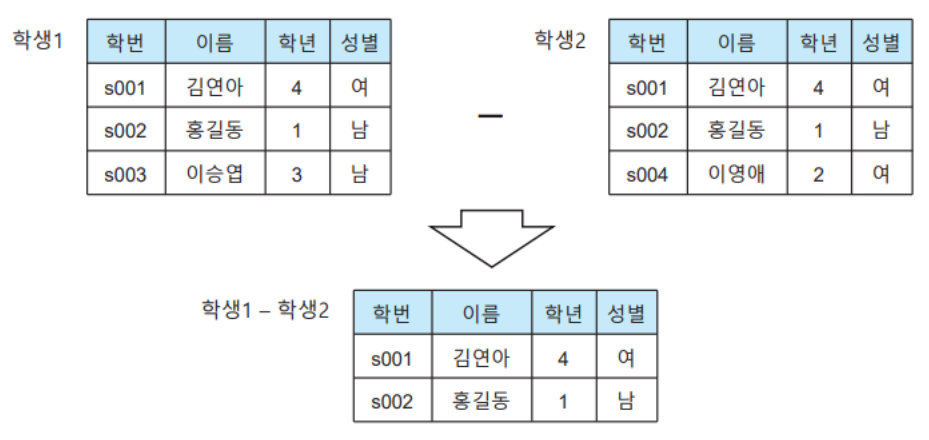 학생1
학번 이름 학년 성별
s001 김연아 4 여
s002 홍길동 1 남
s003 이승엽 3 남
–
학생2
학번 이름 학년 성별
s001 김연아 4 여
s002 홍길동 1 남
s004 이영애 2 여
학생1 – 학생2
학번 이름 학년 성별
s001 김연아 4 여
s002 홍길동 1 남